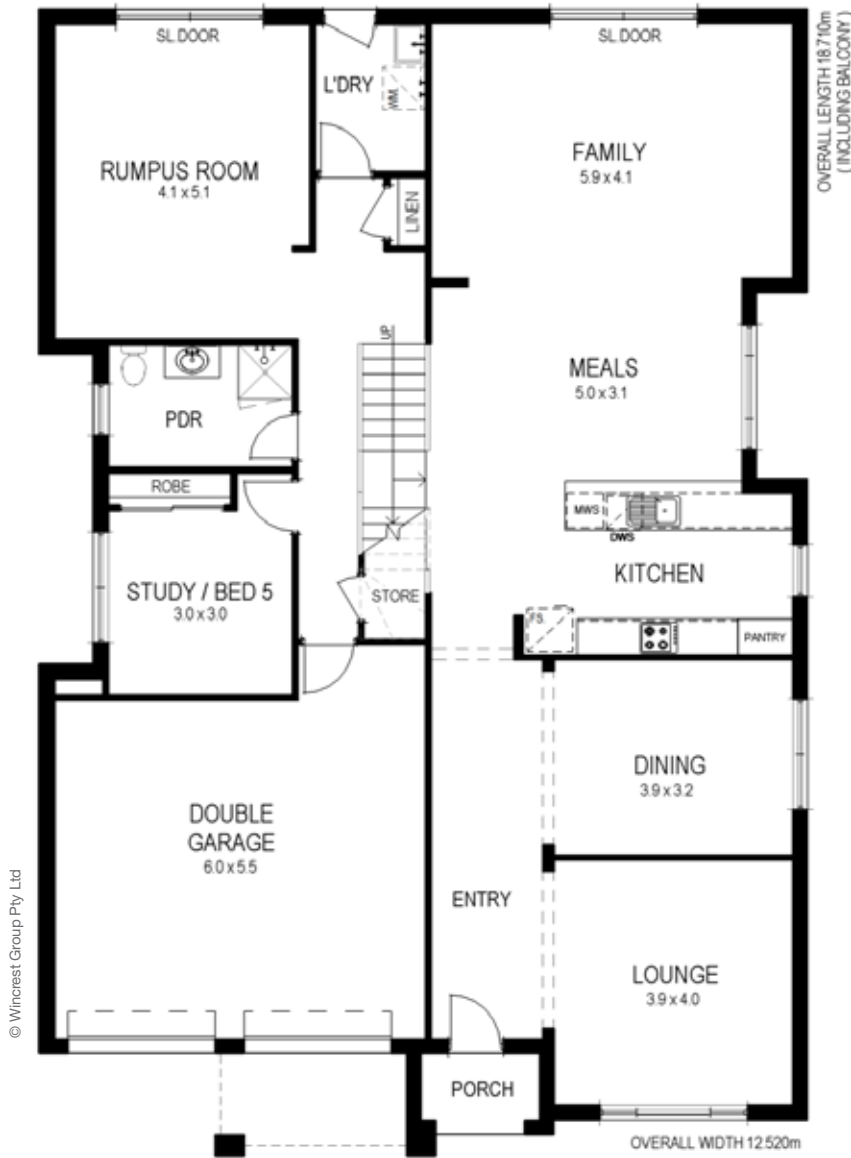 SL.DOOR
SL.DOOR
OVERALL LENGTH 18.710m
( INCLUDING BALCONY )
L'DRY
WM.
RUMPUS ROOM
4.1 x 5.1
FAMILY
5.9 x 4.1
LINEN
UP
MEALS
5.0 x 3.1
PDR
ROBE
MWS
DWS
KITCHEN
STUDY / BED 5
3.0 x 3.0
STORE
FS.
PANTRY
DINING
3.9 x 3.2
DOUBLE
GARAGE
6.0 x 5.5
ENTRY
LOUNGE
3.9 x 4.0
© Wincrest Group Pty Ltd
PORCH
OVERALL WIDTH 12.520m